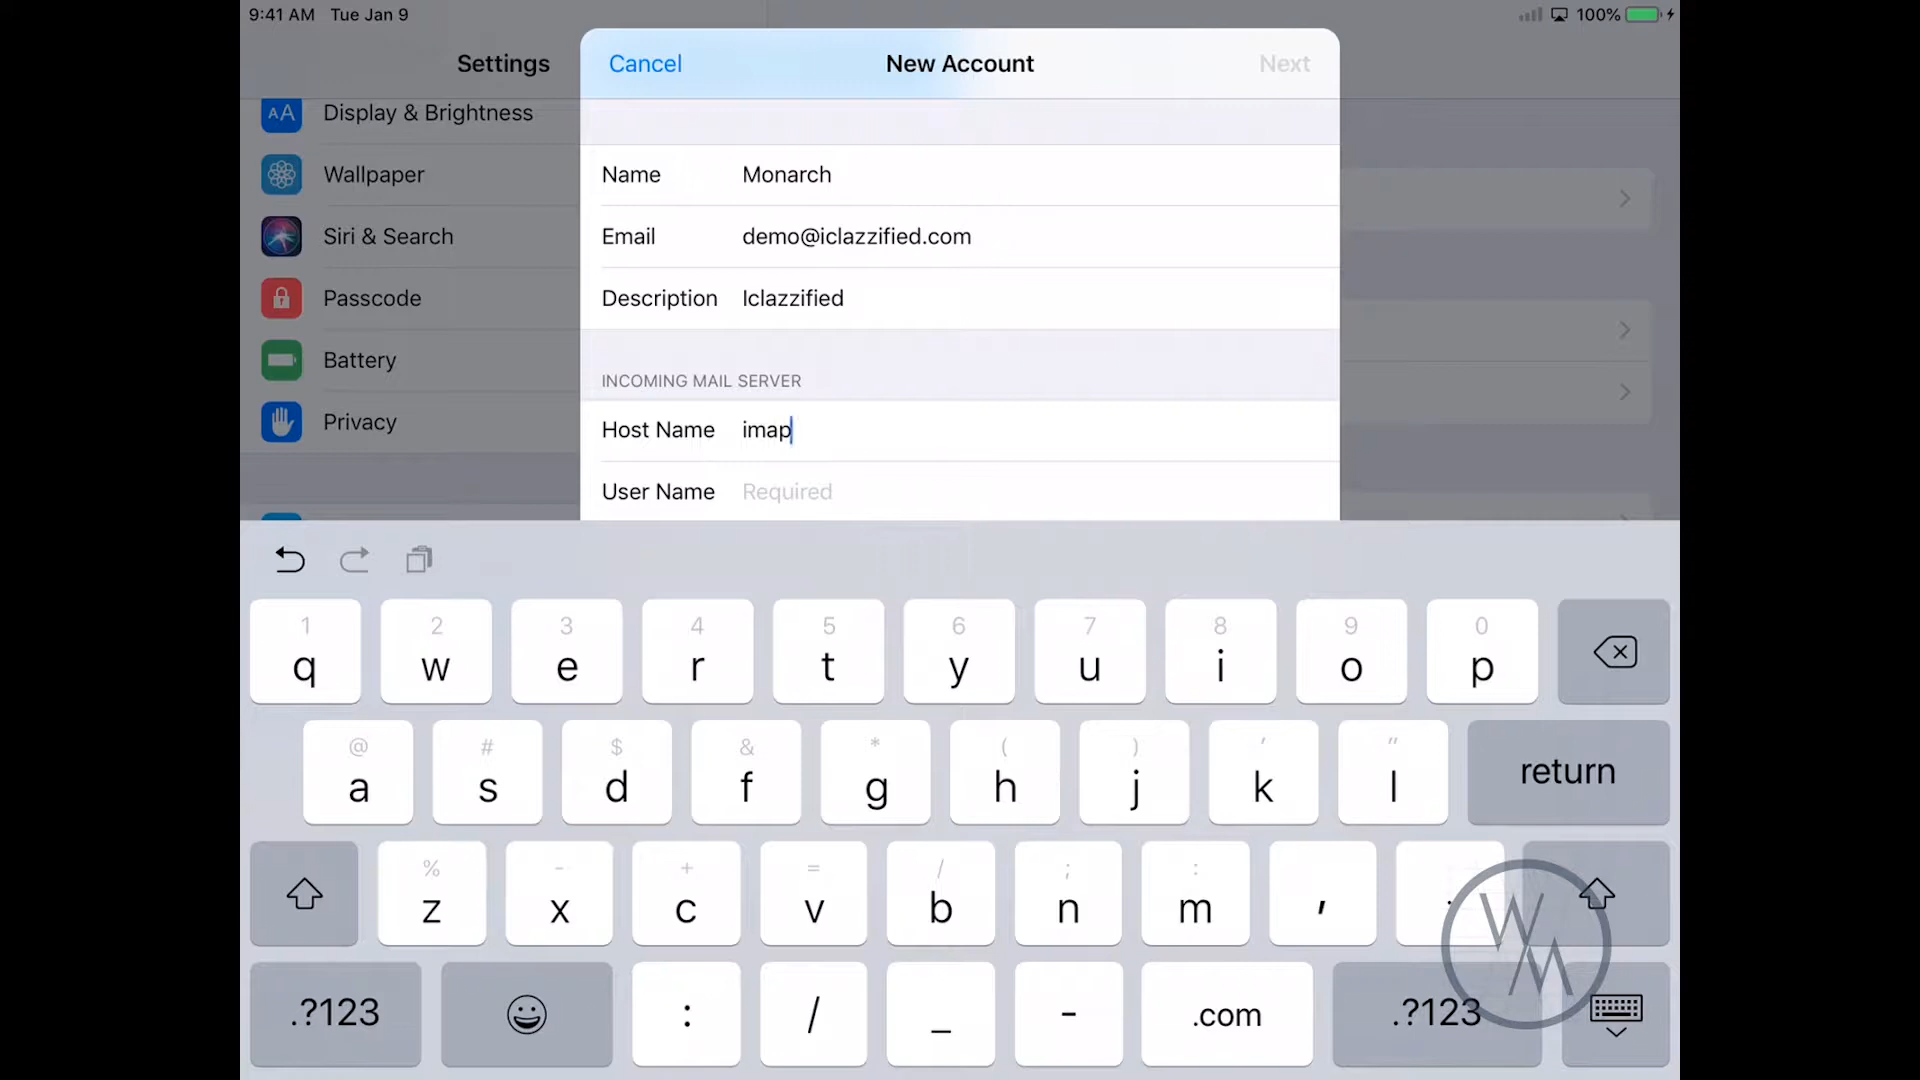 9:41 AM Tue Jan 9
100%
Settings
Cancel
New Account
Next
Display & Brightness
Wallpaper
Siri & Search
Passcode
Battery
Privacy
Name Monarch
Email demo@iclazzified.com
Description Iclazzified
INCOMING MAIL SERVER
Host Name imap
User Name Required
1 2 3 4 5 6 7 8 9 0
q w e r t y u i o p
@ # $ & * ( ) ' "
a s d f g h j k l return
% - + = / ; :
z x c v b n m , .
.?123 : / _ - .com .?123
WM